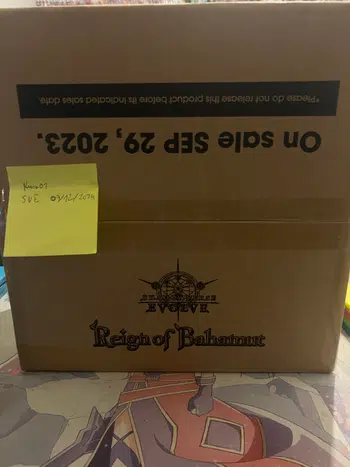 *Please do not release this product before its indicated sales date.
On sale SEP 29, 2023.
SVE
SHADOWVERSE
EVOLVE
Reign of Bahamut